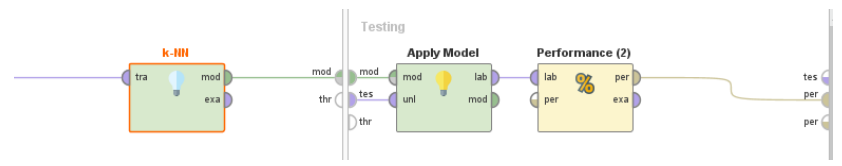 Testing
k-NN
Apply Model
Performance (2)
tra mod mod mod mod lab lab per tes
exa thr tes unl mod per exa per
thr per